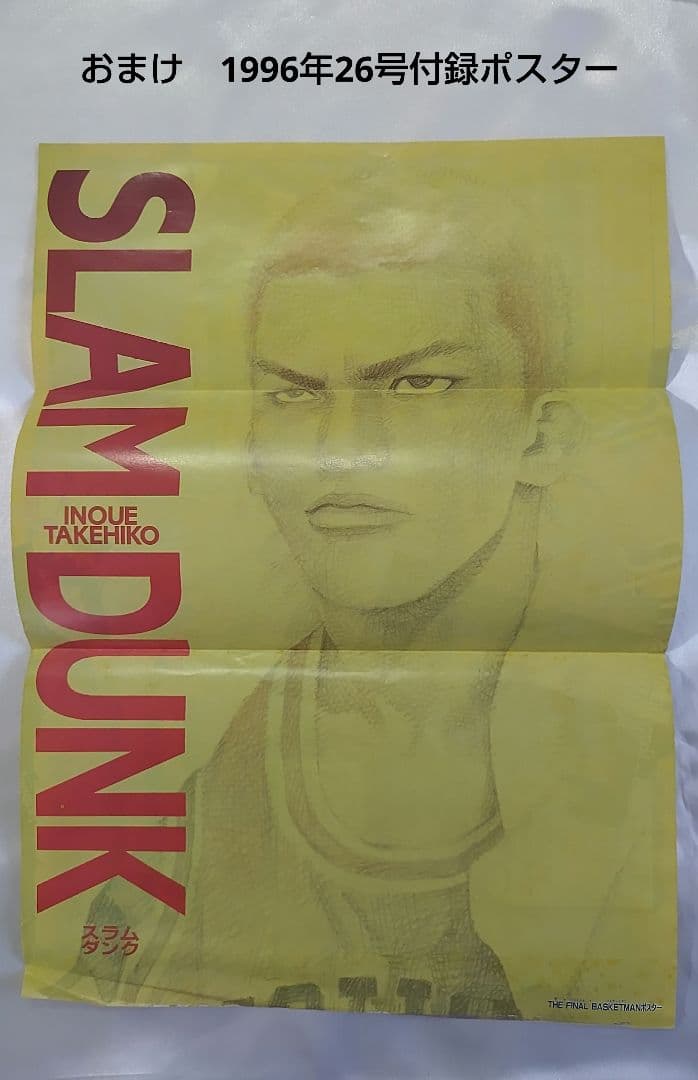 おまけ　1996年26号付録ポスター
SLAM DUNK
INOUE
TAKEHIKO
スラム
ダンク
THE FINAL BASKETMANポスター